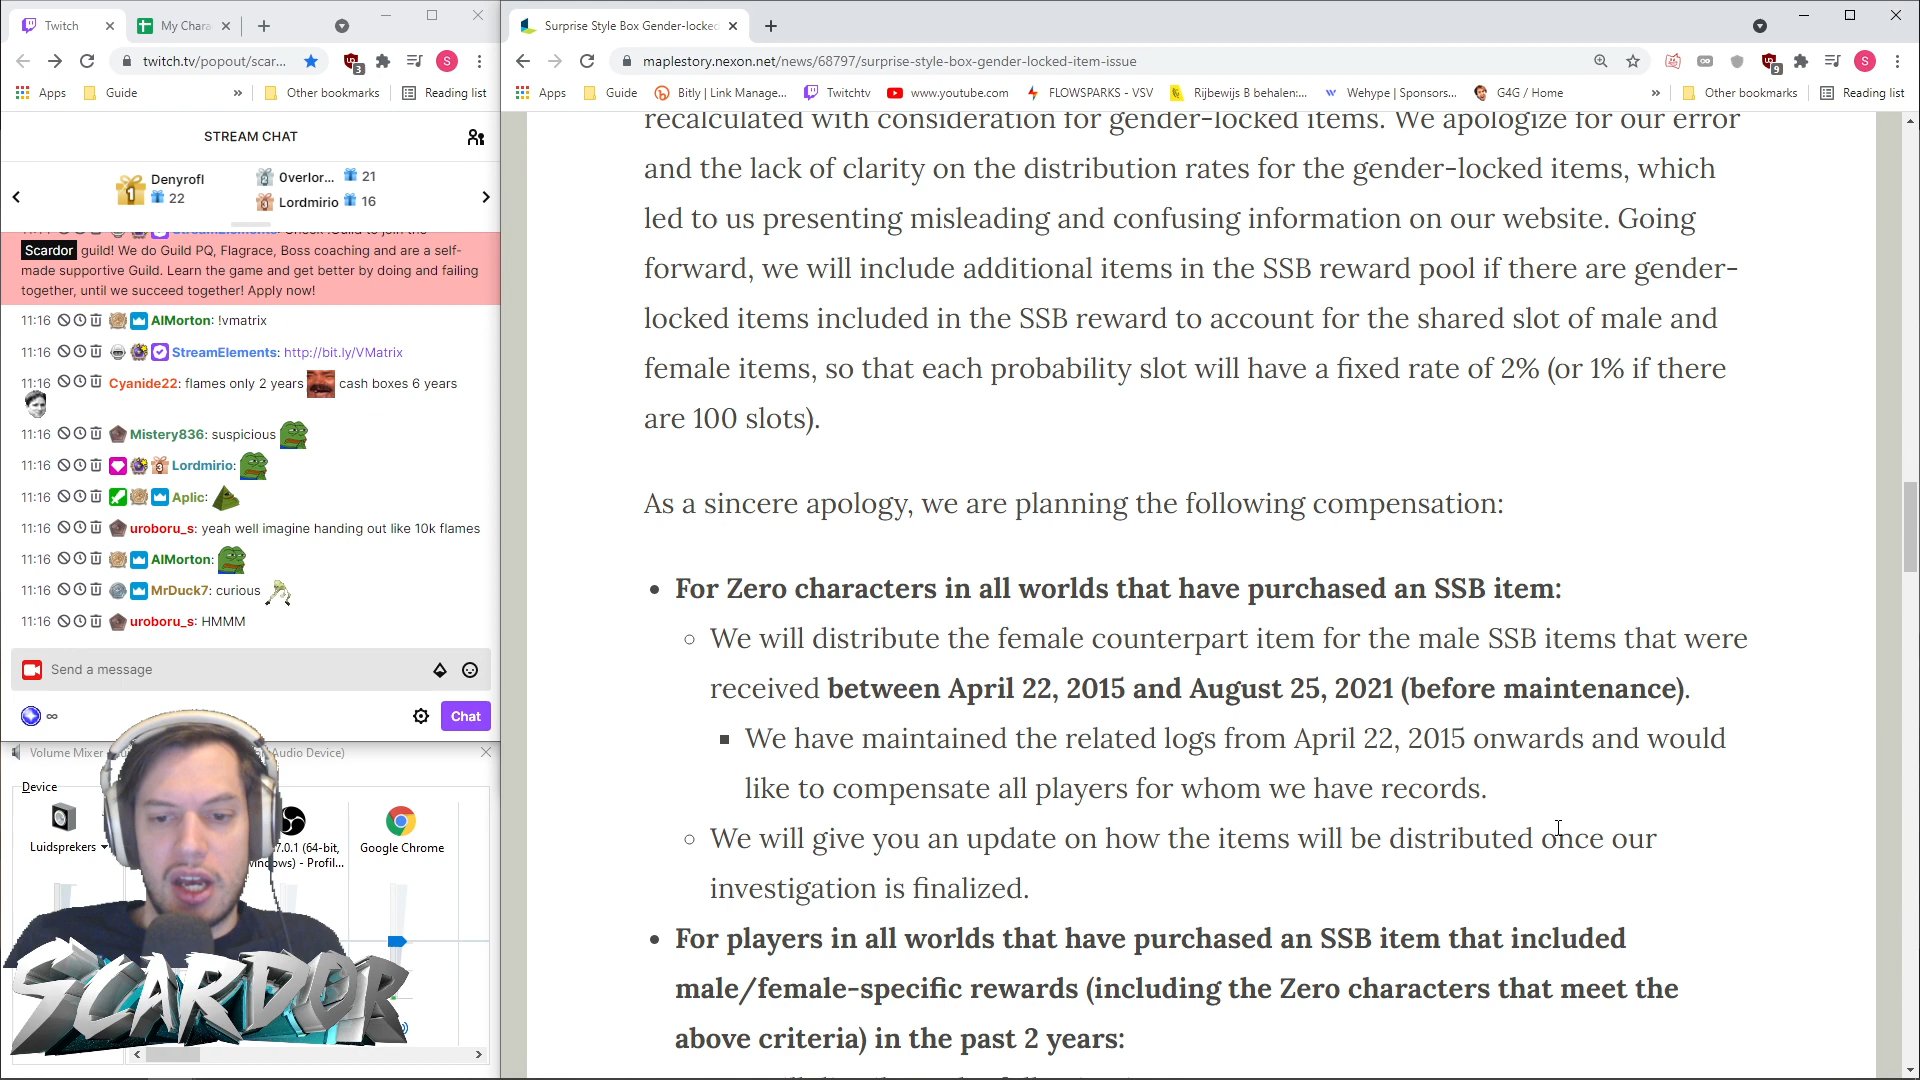 Twitch
My Chara
Surprise Style Box Gender-locked
twitch.tv/popout/scar...
3
S
maplestory.nexon.net/news/68797/surprise-style-box-gender-locked-item-issue
9
S
Apps
Guide
»
Other bookmarks
Reading list
Apps
Guide
Bitly | Link Manage...
Twitchtv
www.youtube.com
FLOWSPARKS - VSV
Rijbewijs B behalen:...
Wehype | Sponsors...
G4G / Home
»
Other bookmarks
Reading list
STREAM CHAT
1
Denyrofl
22
0verlor...
21
Lordmirio
16
Scardor guild! We do Guild PQ, Flagrace, Boss coaching and are a self-
made supportive Guild. Learn the game and get better by doing and failing
together, until we succeed together! Apply now!
11:16 AlMorton: !vmatrix
11:16 StreamElements: http://bit.ly/VMatrix
11:16 Cyanide22: flames only 2 years cash boxes 6 years
11:16 Mistery836: suspicious
11:16 Lordmirio:
11:16 Aplic:
11:16 uroboru_s: yeah well imagine handing out like 10k flames
11:16 AlMorton:
11:16 MrDuck7: curious
11:16 uroboru_s: HMMM
Send a message
∞
Chat
Volume Mixer
Audio Device)
Device
Luidsprekers
7.0.1 (64-bit,
windows) - Profil...
Google Chrome
SCARDOR
recalculated with consideration for gender-locked items. We apologize for our error
and the lack of clarity on the distribution rates for the gender-locked items, which
led to us presenting misleading and confusing information on our website. Going
forward, we will include additional items in the SSB reward pool if there are gender-
locked items included in the SSB reward to account for the shared slot of male and
female items, so that each probability slot will have a fixed rate of 2% (or 1% if there
are 100 slots).
As a sincere apology, we are planning the following compensation:
• For Zero characters in all worlds that have purchased an SSB item:
○ We will distribute the female counterpart item for the male SSB items that were
received between April 22, 2015 and August 25, 2021 (before maintenance).
▪ We have maintained the related logs from April 22, 2015 onwards and would
like to compensate all players for whom we have records.
○ We will give you an update on how the items will be distributed once our
investigation is finalized.
• For players in all worlds that have purchased an SSB item that included
male/female-specific rewards (including the Zero characters that meet the
above criteria) in the past 2 years: